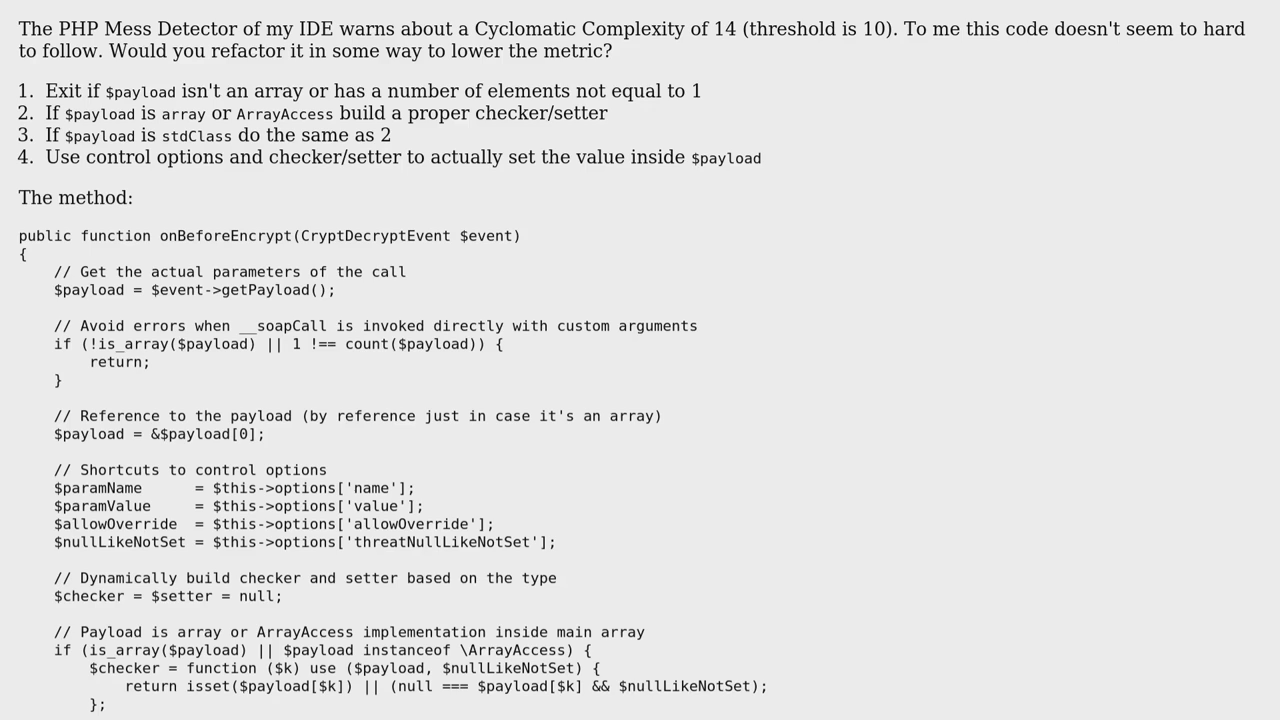 The PHP Mess Detector of my IDE warns about a Cyclomatic Complexity of 14 (threshold is 10). To me this code doesn't seem to hard
to follow. Would you refactor it in some way to lower the metric?
1. Exit if $payload isn't an array or has a number of elements not equal to 1
2. If $payload is array or ArrayAccess build a proper checker/setter
3. If $payload is stdClass do the same as 2
4. Use control options and checker/setter to actually set the value inside $payload
The method:
public function onBeforeEncrypt(CryptDecryptEvent $event)
{
    // Get the actual parameters of the call
    $payload = $event->getPayload();
    // Avoid errors when __soapCall is invoked directly with custom arguments
    if (!is_array($payload) || 1 !== count($payload)) {
        return;
    }
    // Reference to the payload (by reference just in case it's an array)
    $payload = &$payload[0];
    // Shortcuts to control options
    $paramName      = $this->options['name'];
    $paramValue     = $this->options['value'];
    $allowOverride  = $this->options['allowOverride'];
    $nullLikeNotSet = $this->options['threatNullLikeNotSet'];
    // Dynamically build checker and setter based on the type
    $checker = $setter = null;
    // Payload is array or ArrayAccess implementation inside main array
    if (is_array($payload) || $payload instanceof \ArrayAccess) {
        $checker = function ($k) use ($payload, $nullLikeNotSet) {
            return isset($payload[$k]) || (null === $payload[$k] && $nullLikeNotSet);
        };